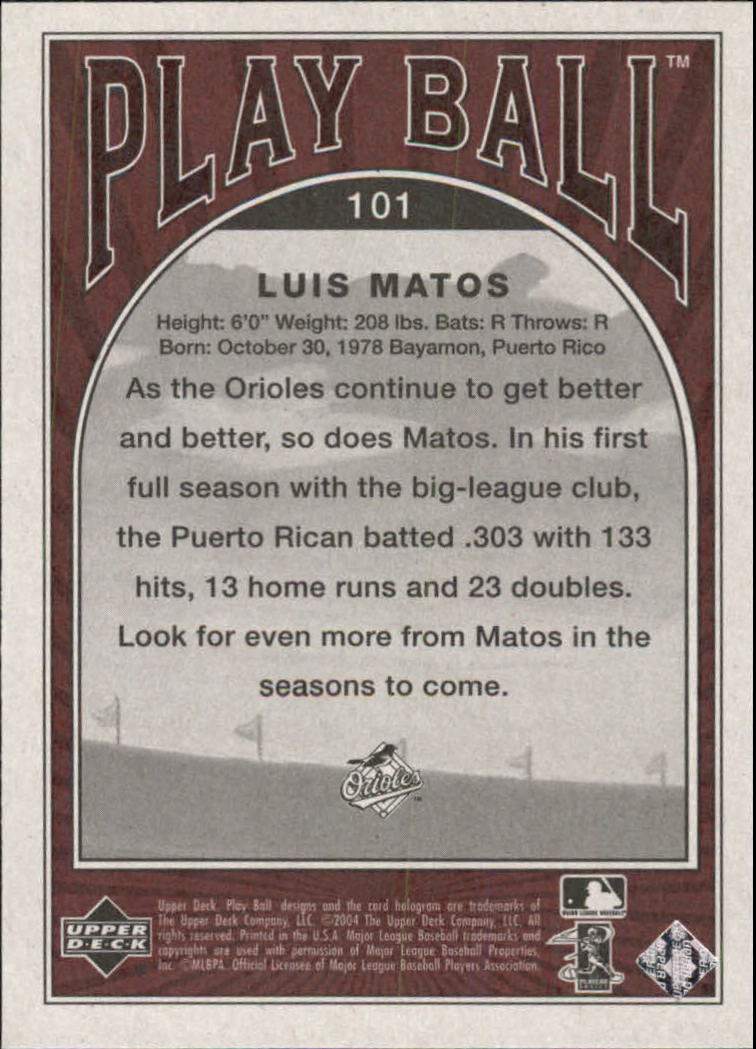 PLAY BALL™
101
LUIS MATOS
Height: 6'0" Weight: 208 lbs. Bats: R Throws: R
Born: October 30, 1978 Bayamon, Puerto Rico
As the Orioles continue to get better
and better, so does Matos. In his first
full season with the big-league club,
the Puerto Rican batted .303 with 133
hits, 13 home runs and 23 doubles.
Look for even more from Matos in the
seasons to come.
Orioles
UPPER
D·E·C·K
Upper Deck, Play Ball designs and the card hologram are trademarks of
The Upper Deck Company, LLC. ©2004 The Upper Deck Company, LLC. All
rights reserved. Printed in the U.S.A. Major League Baseball trademarks and
copyrights are used with permission of Major League Baseball Properties,
Inc. ©MLBPA. Official Licensee of Major League Baseball Players Association.
MAJOR LEAGUE BASEBALL
PLAYERS